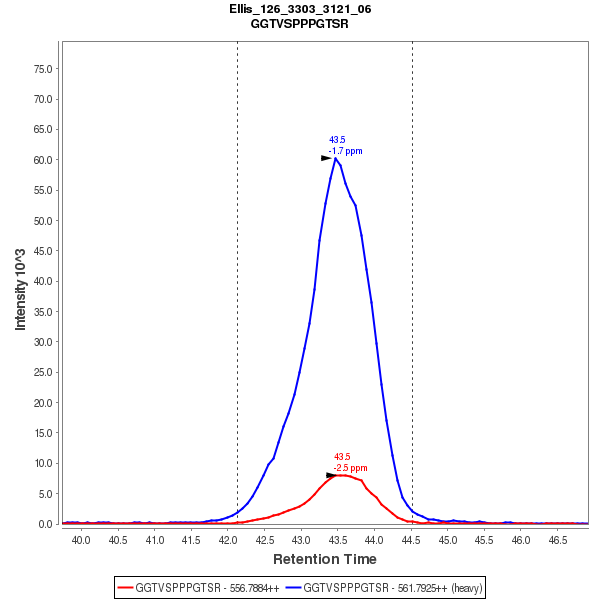 Ellis_126_3303_3121_06
GGTVSPPPGTSR
75.0
70.0
65.0
60.0
55.0
50.0
45.0
40.0
35.0
30.0
25.0
20.0
15.0
10.0
5.0
0.0
Intensity 10^3
43.5
-1.7 ppm
43.5
-2.5 ppm
40.0 40.5 41.0 41.5 42.0 42.5 43.0 43.5 44.0 44.5 45.0 45.5 46.0 46.5
Retention Time
GGTVSPPPGTSR - 556.7884++ GGTVSPPPGTSR - 561.7925++ (heavy)